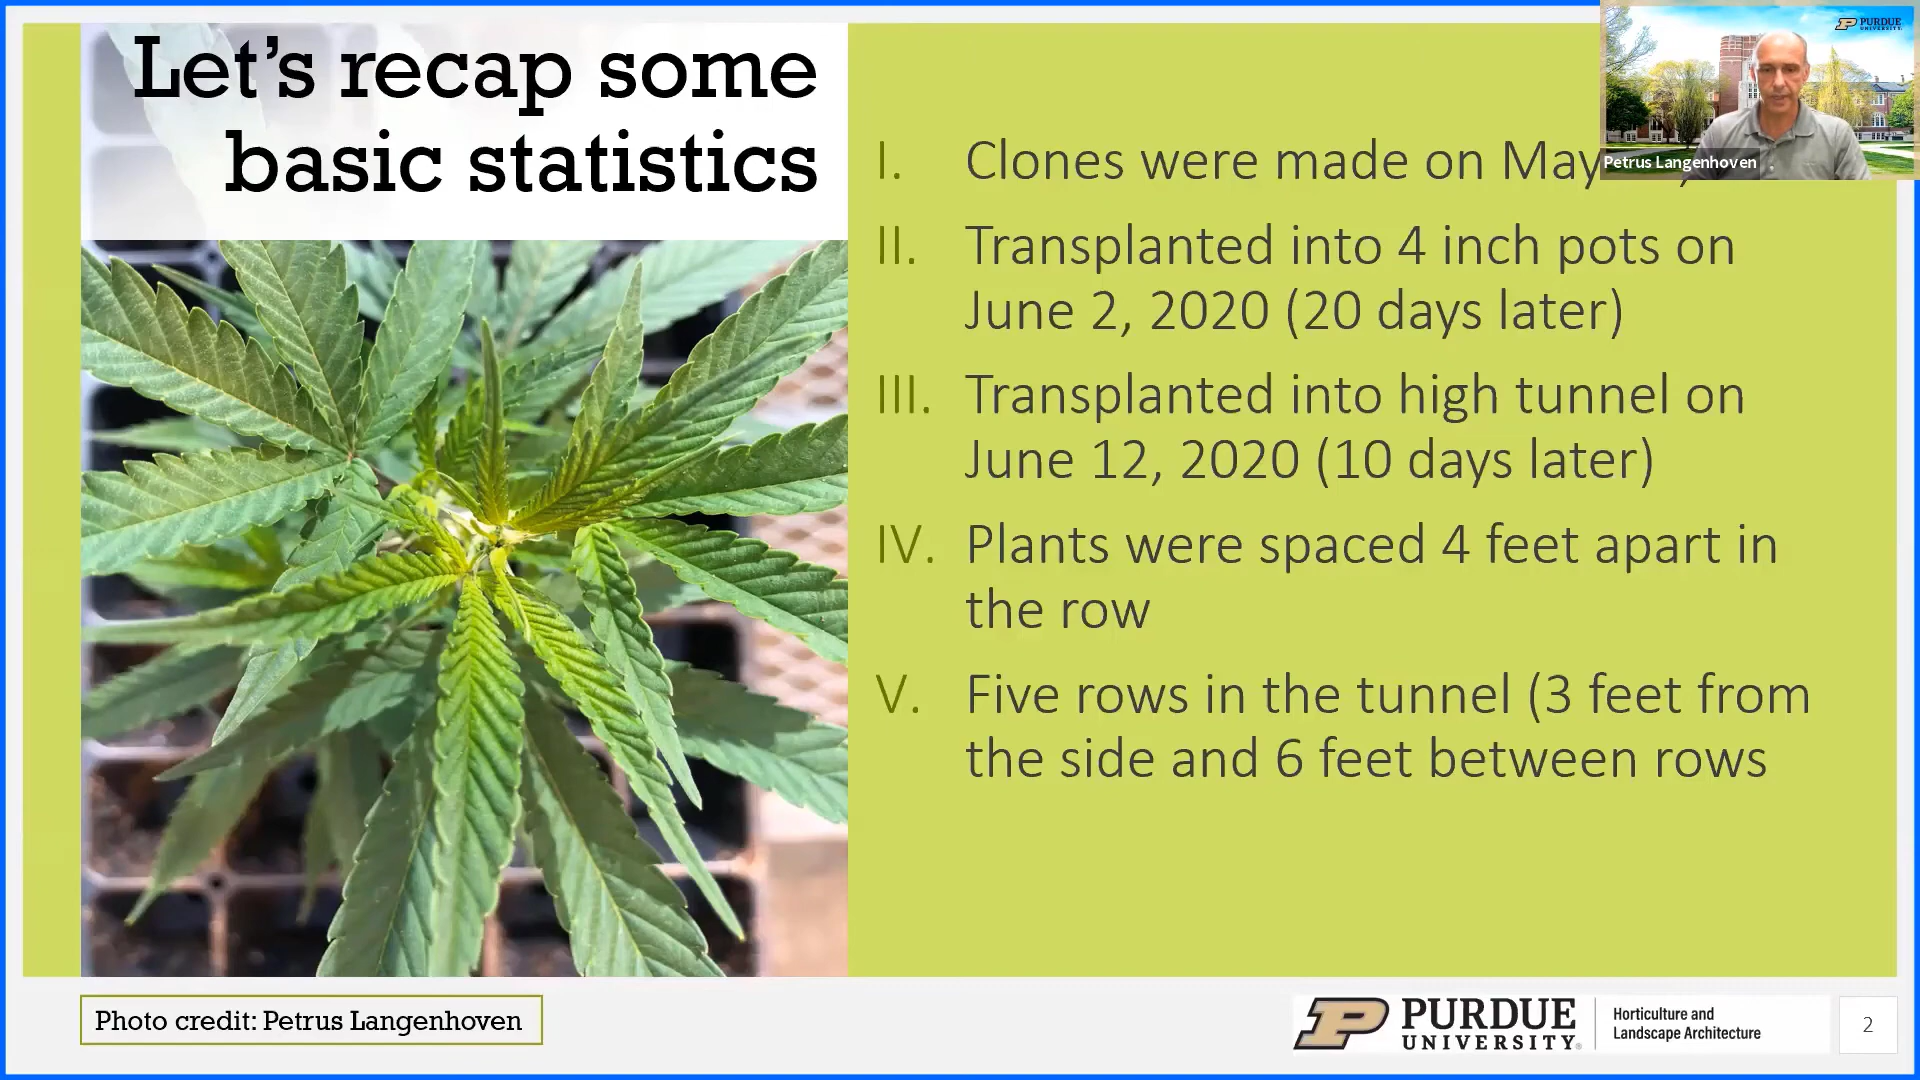 Let’s recap some
basic statistics
I. Clones were made on May
II. Transplanted into 4 inch pots on
June 2, 2020 (20 days later)
III. Transplanted into high tunnel on
June 12, 2020 (10 days later)
IV. Plants were spaced 4 feet apart in
the row
V. Five rows in the tunnel (3 feet from
the side and 6 feet between rows
PURDUE
UNIVERSITY
Petrus Langenhoven
Photo credit: Petrus Langenhoven
PURDUE
UNIVERSITY
Horticulture and
Landscape Architecture
2